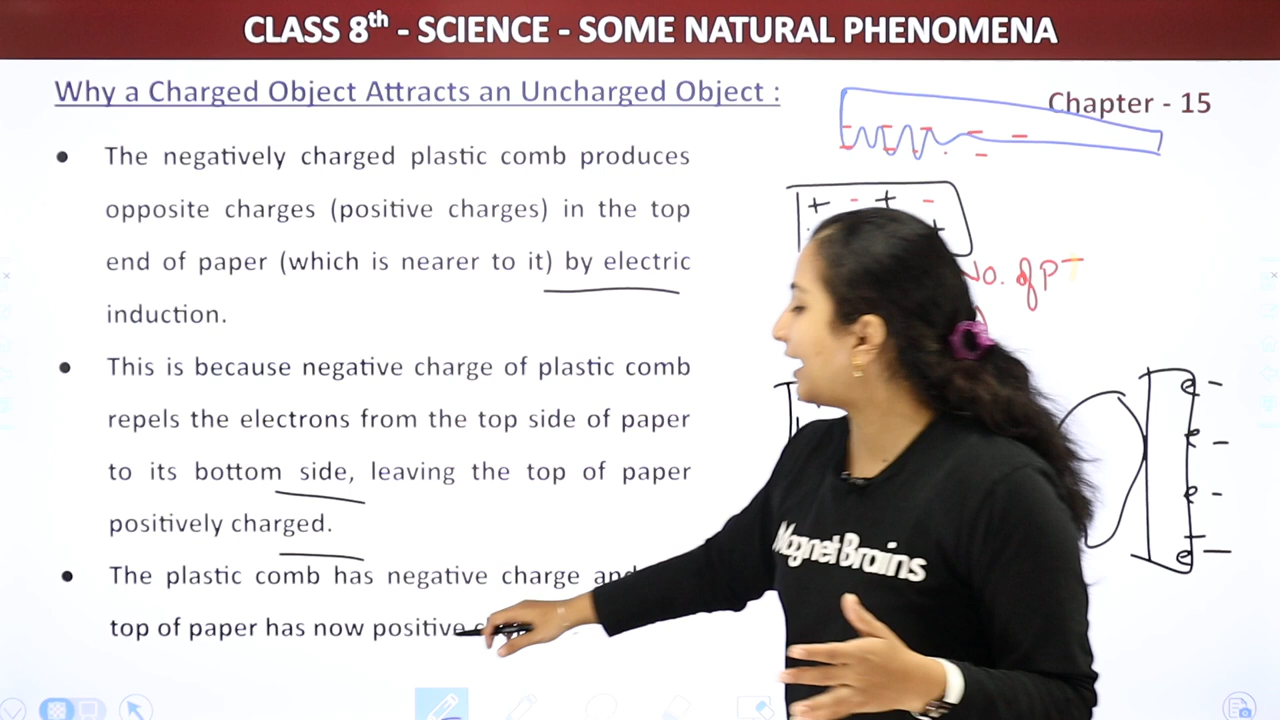 CLASS 8th - SCIENCE - SOME NATURAL PHENOMENA
Why a Charged Object Attracts an Uncharged Object :
Chapter - 15
• The negatively charged plastic comb produces
opposite charges (positive charges) in the top
end of paper (which is nearer to it) by electric
induction.
• This is because negative charge of plastic comb
repels the electrons from the top side of paper
to its bottom side, leaving the top of paper
positively charged.
• The plastic comb has negative charge and
top of paper has now positive
+ - + -
+
No. of P
e -
e -
e -
e -
Magnet Brains